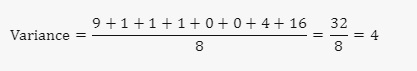 Variance = 9 + 1 + 1 + 1 + 0 + 0 + 4 + 16 / 8 = 32 / 8 = 4